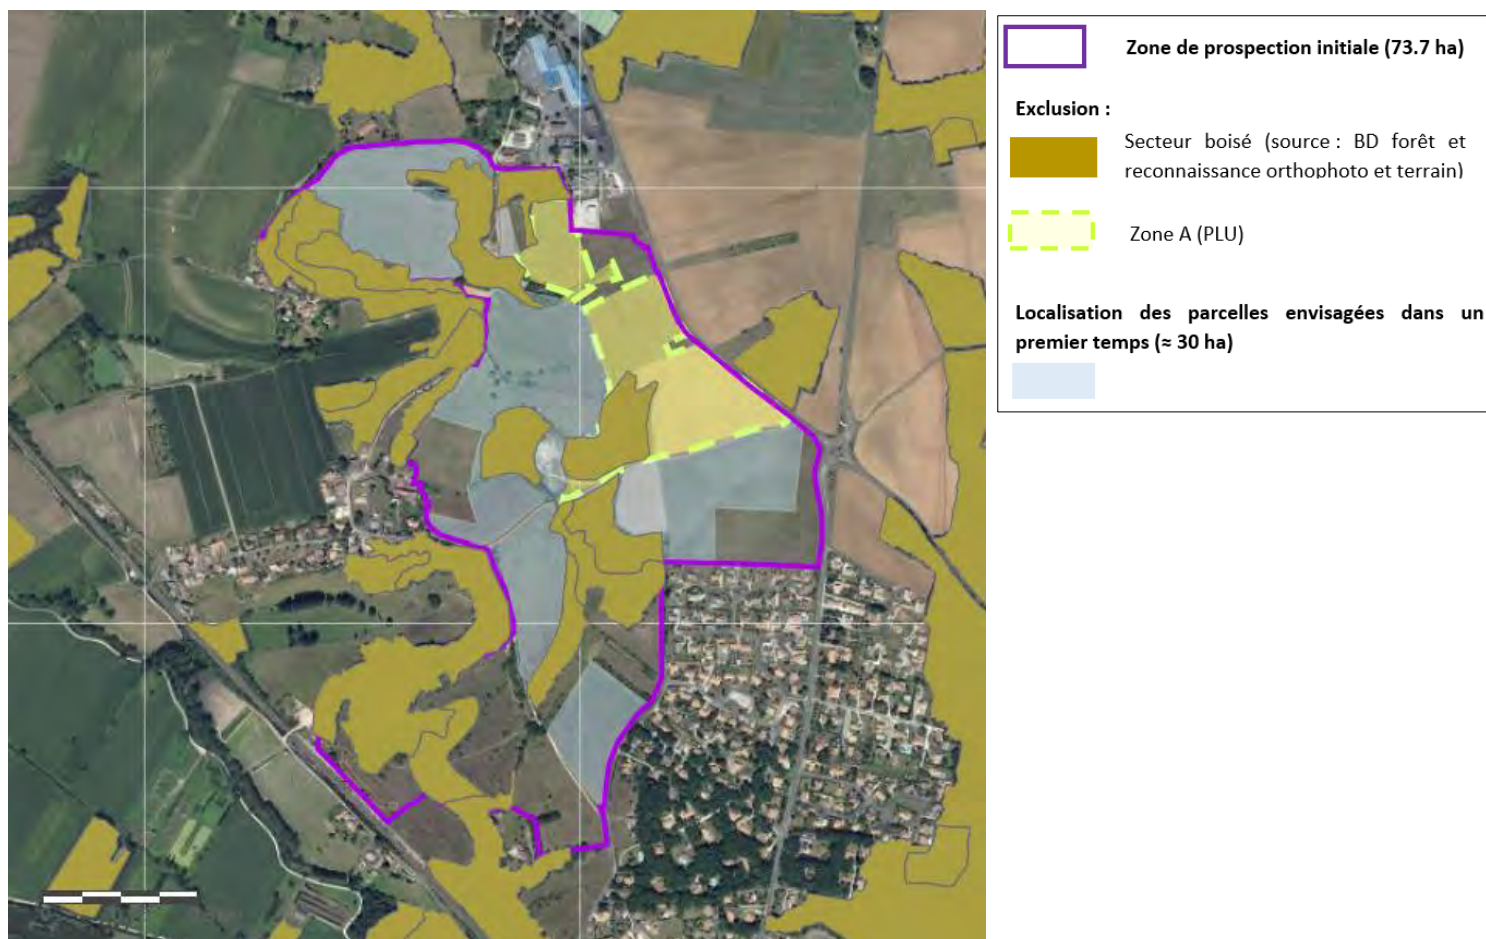 Zone de prospection initiale (73.7 ha)
Exclusion :
Secteur boisé (source : BD forêt et
reconnaissance orthophoto et terrain)
Zone A (PLU)
Localisation des parcelles envisagées dans un
premier temps (≈ 30 ha)